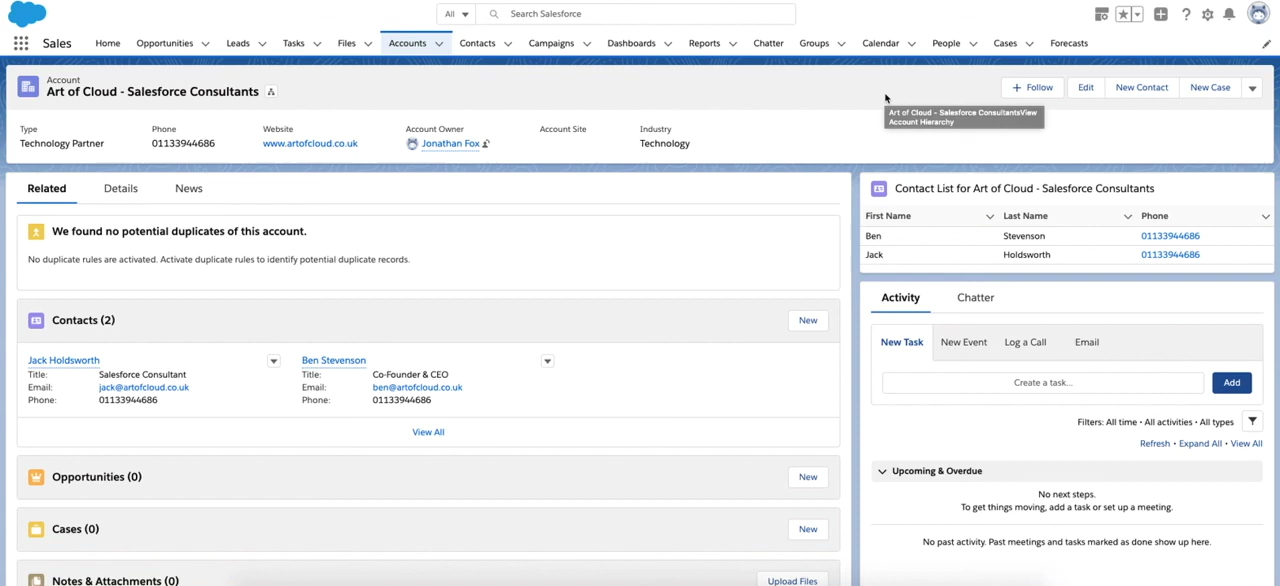 All
Search Salesforce
Sales
Home
Opportunities
Leads
Tasks
Files
Accounts
Contacts
Campaigns
Dashboards
Reports
Chatter
Groups
Calendar
People
Cases
Forecasts
Account
Art of Cloud - Salesforce Consultants
Follow
Edit
New Contact
New Case
Art of Cloud - Salesforce ConsultantsView
Account Hierarchy
Type
Phone
Website
Account Owner
Account Site
Industry
Technology Partner
01133944686
www.artofcloud.co.uk
Jonathan Fox
Technology
Related
Details
News
We found no potential duplicates of this account.
No duplicate rules are activated. Activate duplicate rules to identify potential duplicate records.
Contacts (2)
New
Jack Holdsworth
Title: Salesforce Consultant
Email: jack@artofcloud.co.uk
Phone: 01133944686
Ben Stevenson
Title: Co-Founder & CEO
Email: ben@artofcloud.co.uk
Phone: 01133944686
View All
Opportunities (0)
New
Cases (0)
New
Notes & Attachments (0)
Upload Files
Contact List for Art of Cloud - Salesforce Consultants
First Name
Last Name
Phone
Ben
Stevenson
01133944686
Jack
Holdsworth
01133944686
Activity
Chatter
New Task
New Event
Log a Call
Email
Create a task...
Add
Filters: All time • All activities • All types
Refresh • Expand All • View All
Upcoming & Overdue
No next steps.
To get things moving, add a task or set up a meeting.
No past activity. Past meetings and tasks marked as done show up here.